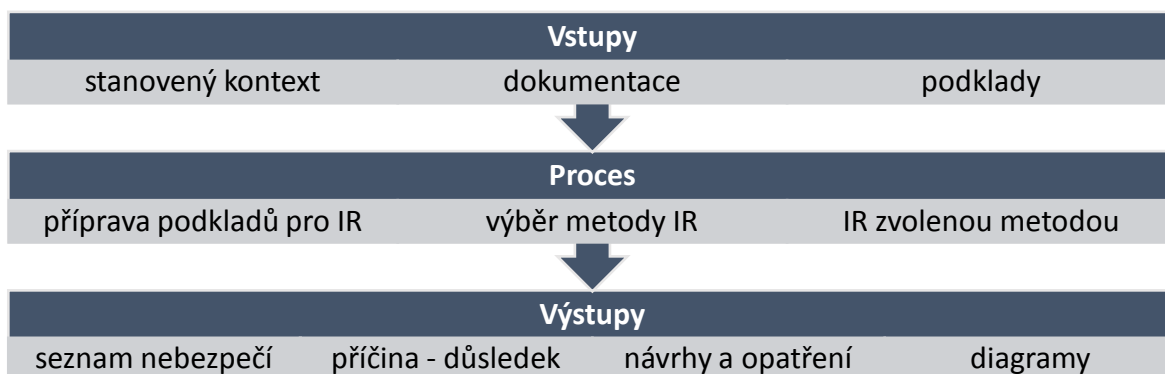 Vstupy
stanovený kontext dokumentace podklady
Proces
příprava podkladů pro IR výběr metody IR IR zvolenou metodou
Výstupy
seznam nebezpečí příčina - důsledek návrhy a opatření diagramy